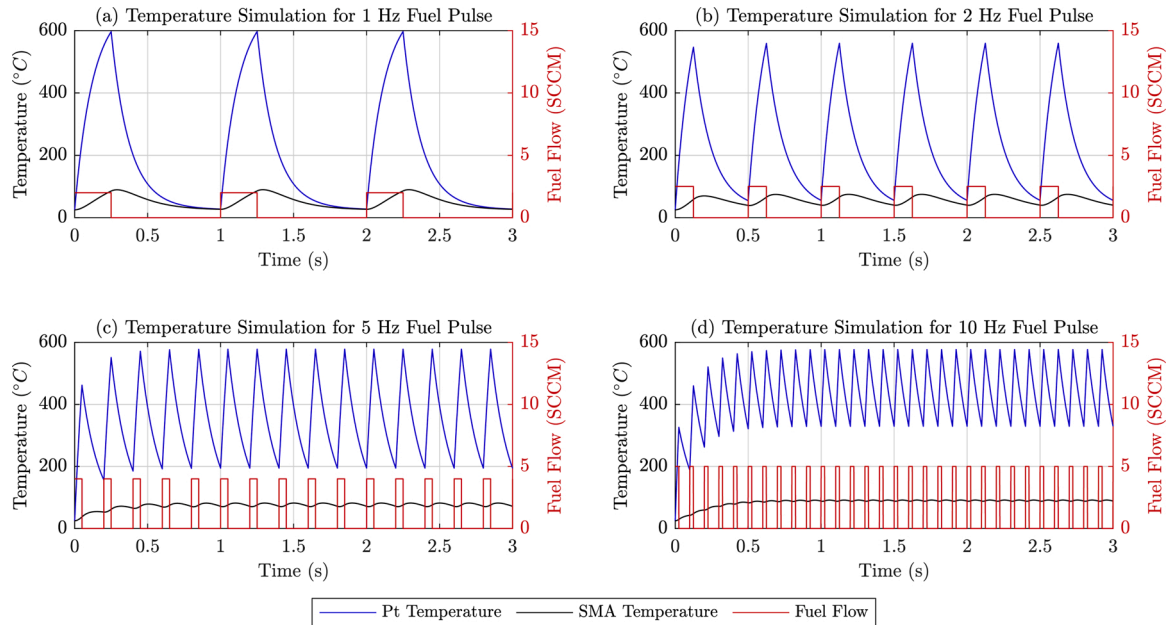 (a) Temperature Simulation for 1 Hz Fuel Pulse
600
400
200
0
Temperature (°C)
15
10
5
0
Fuel Flow (SCCM)
0 0.5 1 1.5 2 2.5 3
Time (s)
(b) Temperature Simulation for 2 Hz Fuel Pulse
600
400
200
0
Temperature (°C)
15
10
5
0
Fuel Flow (SCCM)
0 0.5 1 1.5 2 2.5 3
Time (s)
(c) Temperature Simulation for 5 Hz Fuel Pulse
600
400
200
0
Temperature (°C)
15
10
5
0
Fuel Flow (SCCM)
0 0.5 1 1.5 2 2.5 3
Time (s)
(d) Temperature Simulation for 10 Hz Fuel Pulse
600
400
200
0
Temperature (°C)
15
10
5
0
Fuel Flow (SCCM)
0 0.5 1 1.5 2 2.5 3
Time (s)
Pt Temperature SMA Temperature Fuel Flow